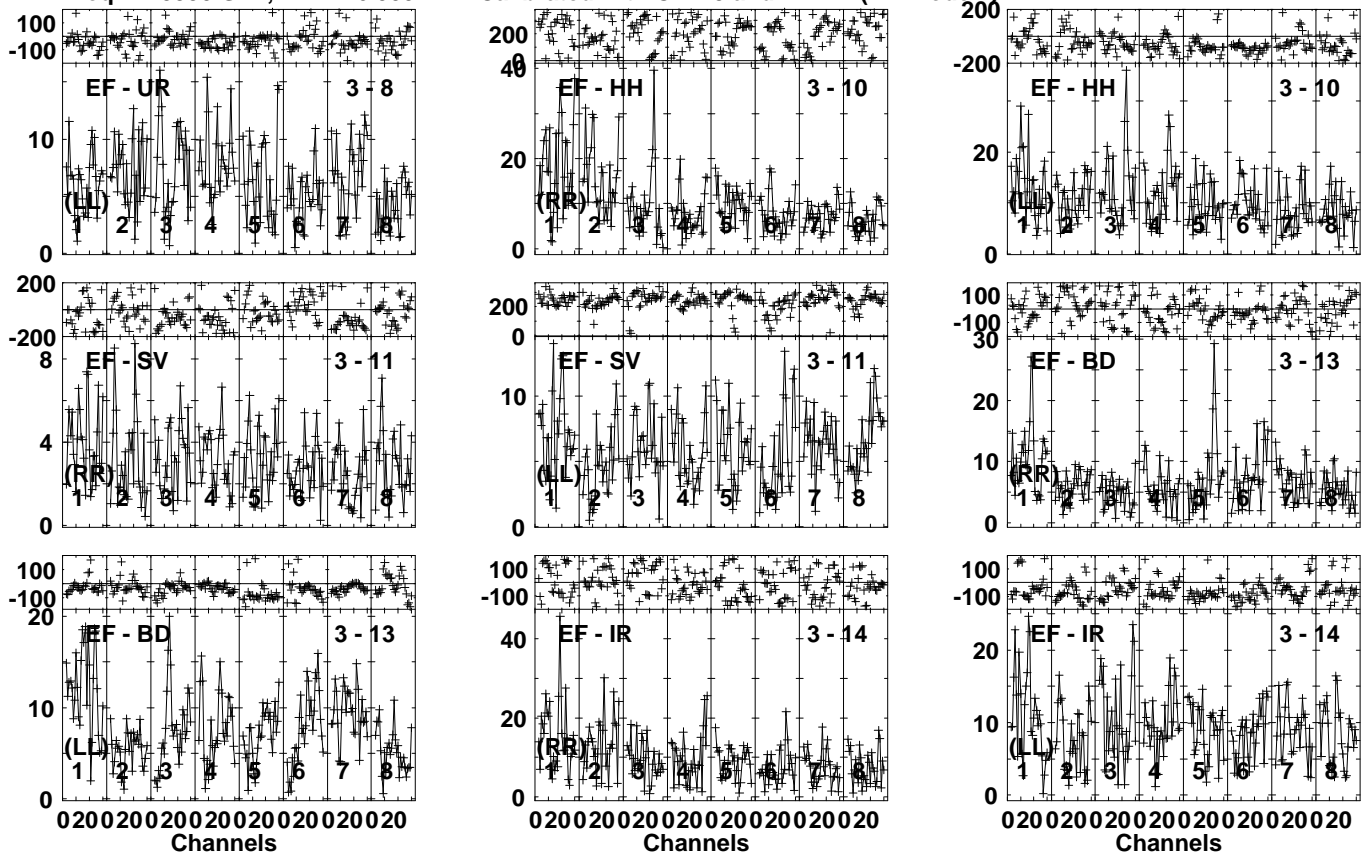 100
-100
EF - UR 3 - 8
10
(LL)
1 2 3 4 5 6 7 8
0
200
0
40
EF - HH 3 - 10
20
(RR)
1 2 3 4 5 6 7 8
0
200
-200
EF - HH 3 - 10
20
(LL)
1 2 3 4 5 6 7 8
0
200
-200
8
EF - SV 3 - 11
4
(RR)
1 2 3 4 5 6 7 8
0
200
0
EF - SV 3 - 11
10
(LL)
1 2 3 4 5 6 7 8
0
100
-100
30
EF - BD 3 - 13
20
10
(RR)
1 2 3 4 5 6 7 8
0
100
-100
20
EF - BD 3 - 13
10
(LL)
1 2 3 4 5 6 7 8
0
020020020020020020020020
Channels
100
-100
EF - IR 3 - 14
40
20
(RR)
1 2 3 4 5 6 7 8
0
020020020020020020020020
Channels
100
-100
EF - IR 3 - 14
20
10
(LL)
1 2 3 4 5 6 7 8
0
020020020020020020020020
Channels